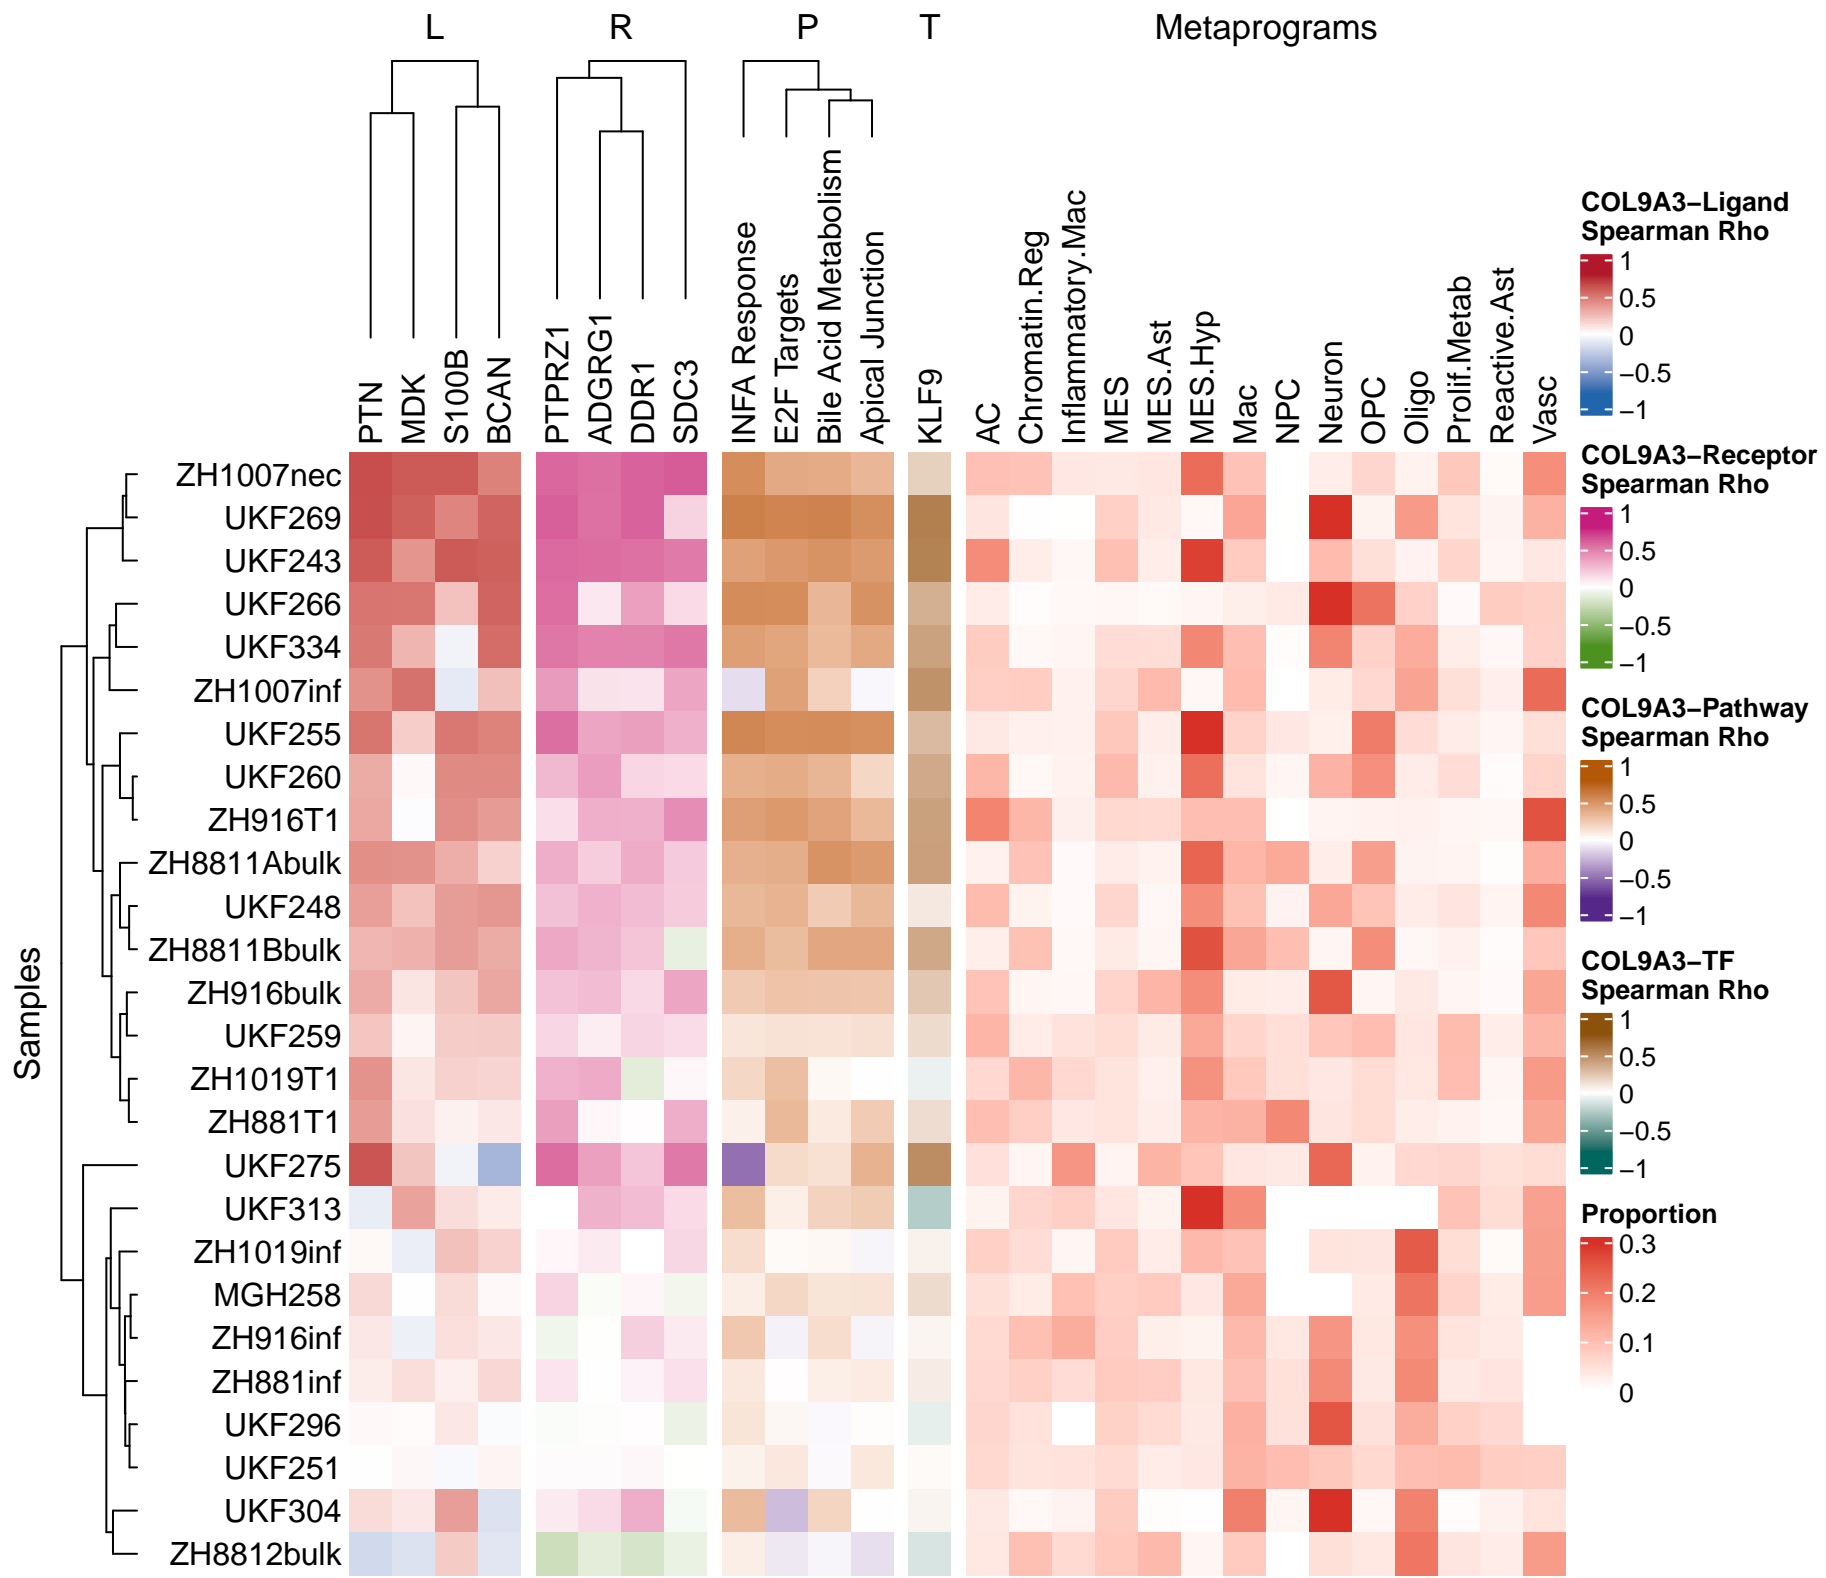 L R P T Metaprograms
PTN MDK S100B BCAN PTPRZ1 ADGRG1 DDR1 SDC3 INFA Response E2F Targets Bile Acid Metabolism Apical Junction KLF9 AC Chromatin.Reg Inflammatory.Mac MES MES.Ast MES.Hyp Mac NPC Neuron OPC Oligo Prolif.Metab Reactive.Ast Vasc
Samples
ZH1007nec
UKF269
UKF243
UKF266
UKF334
ZH1007inf
UKF255
UKF260
ZH916T1
ZH8811Abulk
UKF248
ZH8811Bbulk
ZH916bulk
UKF259
ZH1019T1
ZH881T1
UKF275
UKF313
ZH1019inf
MGH258
ZH916inf
ZH881inf
UKF296
UKF251
UKF304
ZH8812bulk
COL9A3−Ligand
Spearman Rho
1
0.5
0
−0.5
−1
COL9A3−Receptor
Spearman Rho
1
0.5
0
−0.5
−1
COL9A3−Pathway
Spearman Rho
1
0.5
0
−0.5
−1
COL9A3−TF
Spearman Rho
1
0.5
0
−0.5
−1
Proportion
0.3
0.2
0.1
0